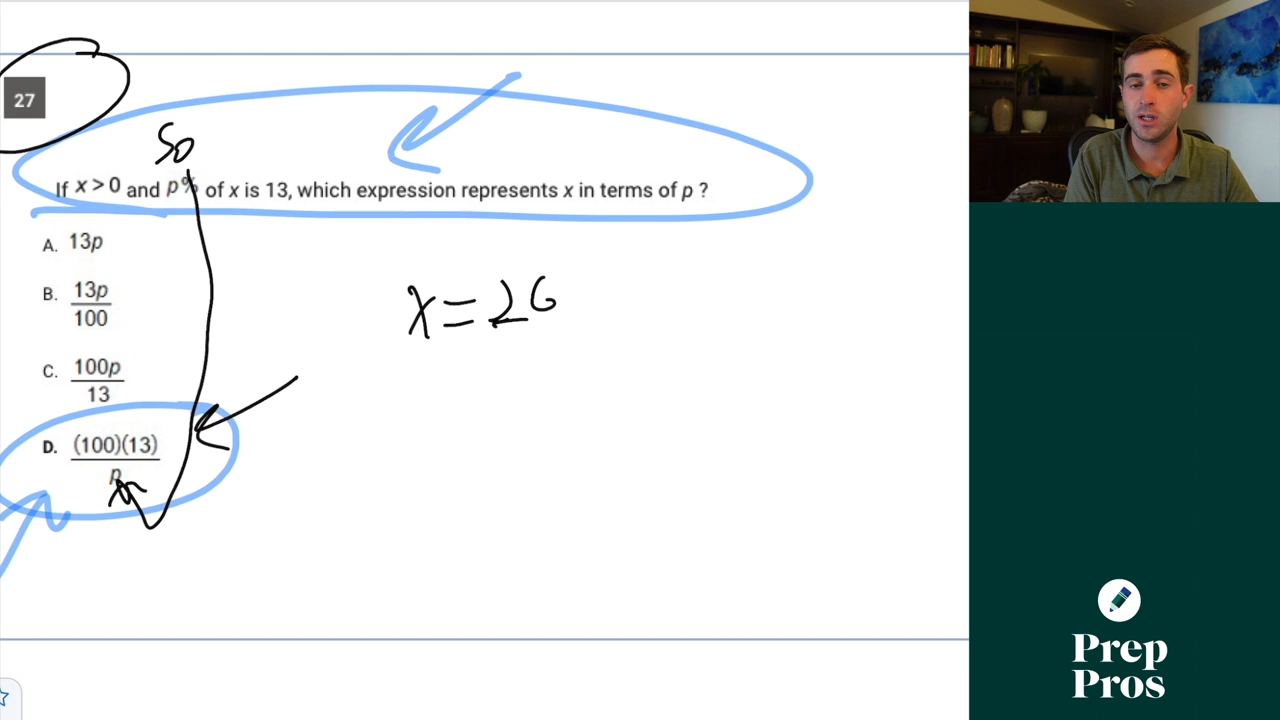 27
50
If x > 0 and p% of x is 13, which expression represents x in terms of p ?
A. 13p
B. 13p/100
C. 100p/13
D. (100)(13)/p
x = 26
Prep
Pros